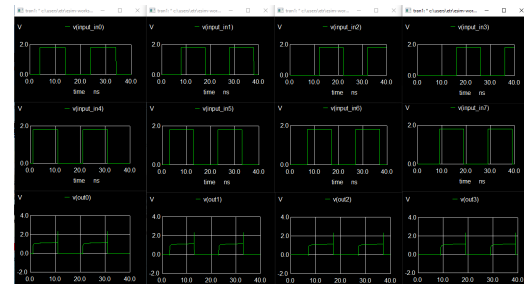 tran1: * c:\users\
tran1: * c:\users\
tran1: * c:\users\
tran1: * c:\users\
V v(input_in0)
V v(input_in1)
V v(input_in2)
V v(input_in3)
2.0 2.0 2.0 2.0
0.0 0.0 0.0 0.0
0.0 10.0 20.0 30.0 40.0
0.0 10.0 20.0 30.0 40.0
0.0 10.0 20.0 30.0 40.0
0.0 10.0 20.0 30.0 40.0
time ns
time ns
time ns
time ns
V v(input_in4)
V v(input_in5)
V v(input_in6)
V v(input_in7)
2.0 2.0 2.0 2.0
0.0 0.0 0.0 0.0
0.0 10.0 20.0 30.0 40.0
0.0 10.0 20.0 30.0 40.0
0.0 10.0 20.0 30.0 40.0
0.0 10.0 20.0 30.0 40.0
time ns
time ns
time ns
time ns
V v(out0)
V v(out1)
V v(out2)
V v(out3)
4.0 4.0 4.0 4.0
2.0 2.0 2.0 2.0
0.0 0.0 0.0 0.0
-2.0 -2.0 -2.0 -2.0
0.0 10.0 20.0 30.0 40.0
0.0 10.0 20.0 30.0 40.0
0.0 10.0 20.0 30.0 40.0
0.0 10.0 20.0 30.0 40.0